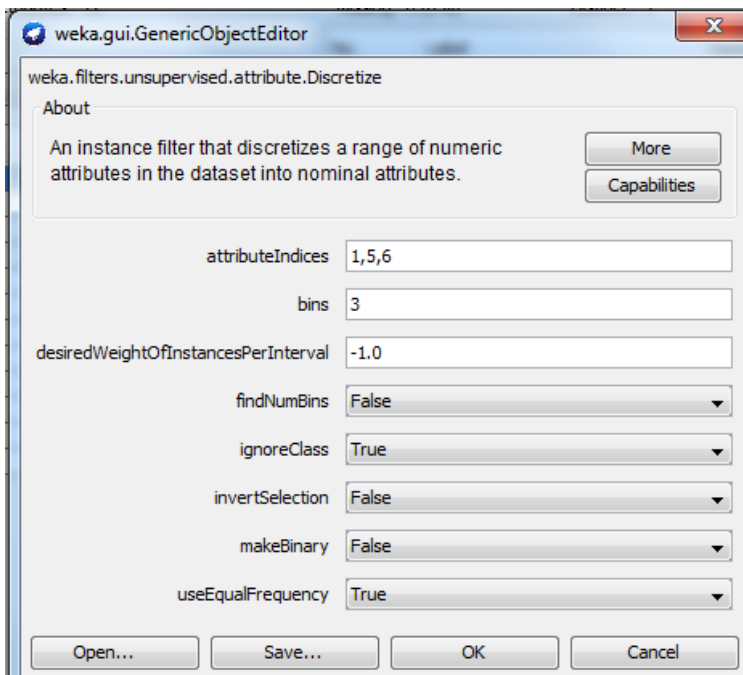 weka.gui.GenericObjectEditor
weka.filters.unsupervised.attribute.Discretize
About
An instance filter that discretizes a range of numeric
attributes in the dataset into nominal attributes.
More
Capabilities
attributeIndices 1,5,6
bins 3
desiredWeightOfInstancesPerInterval -1.0
findNumBins False
ignoreClass True
invertSelection False
makeBinary False
useEqualFrequency True
Open... Save... OK Cancel